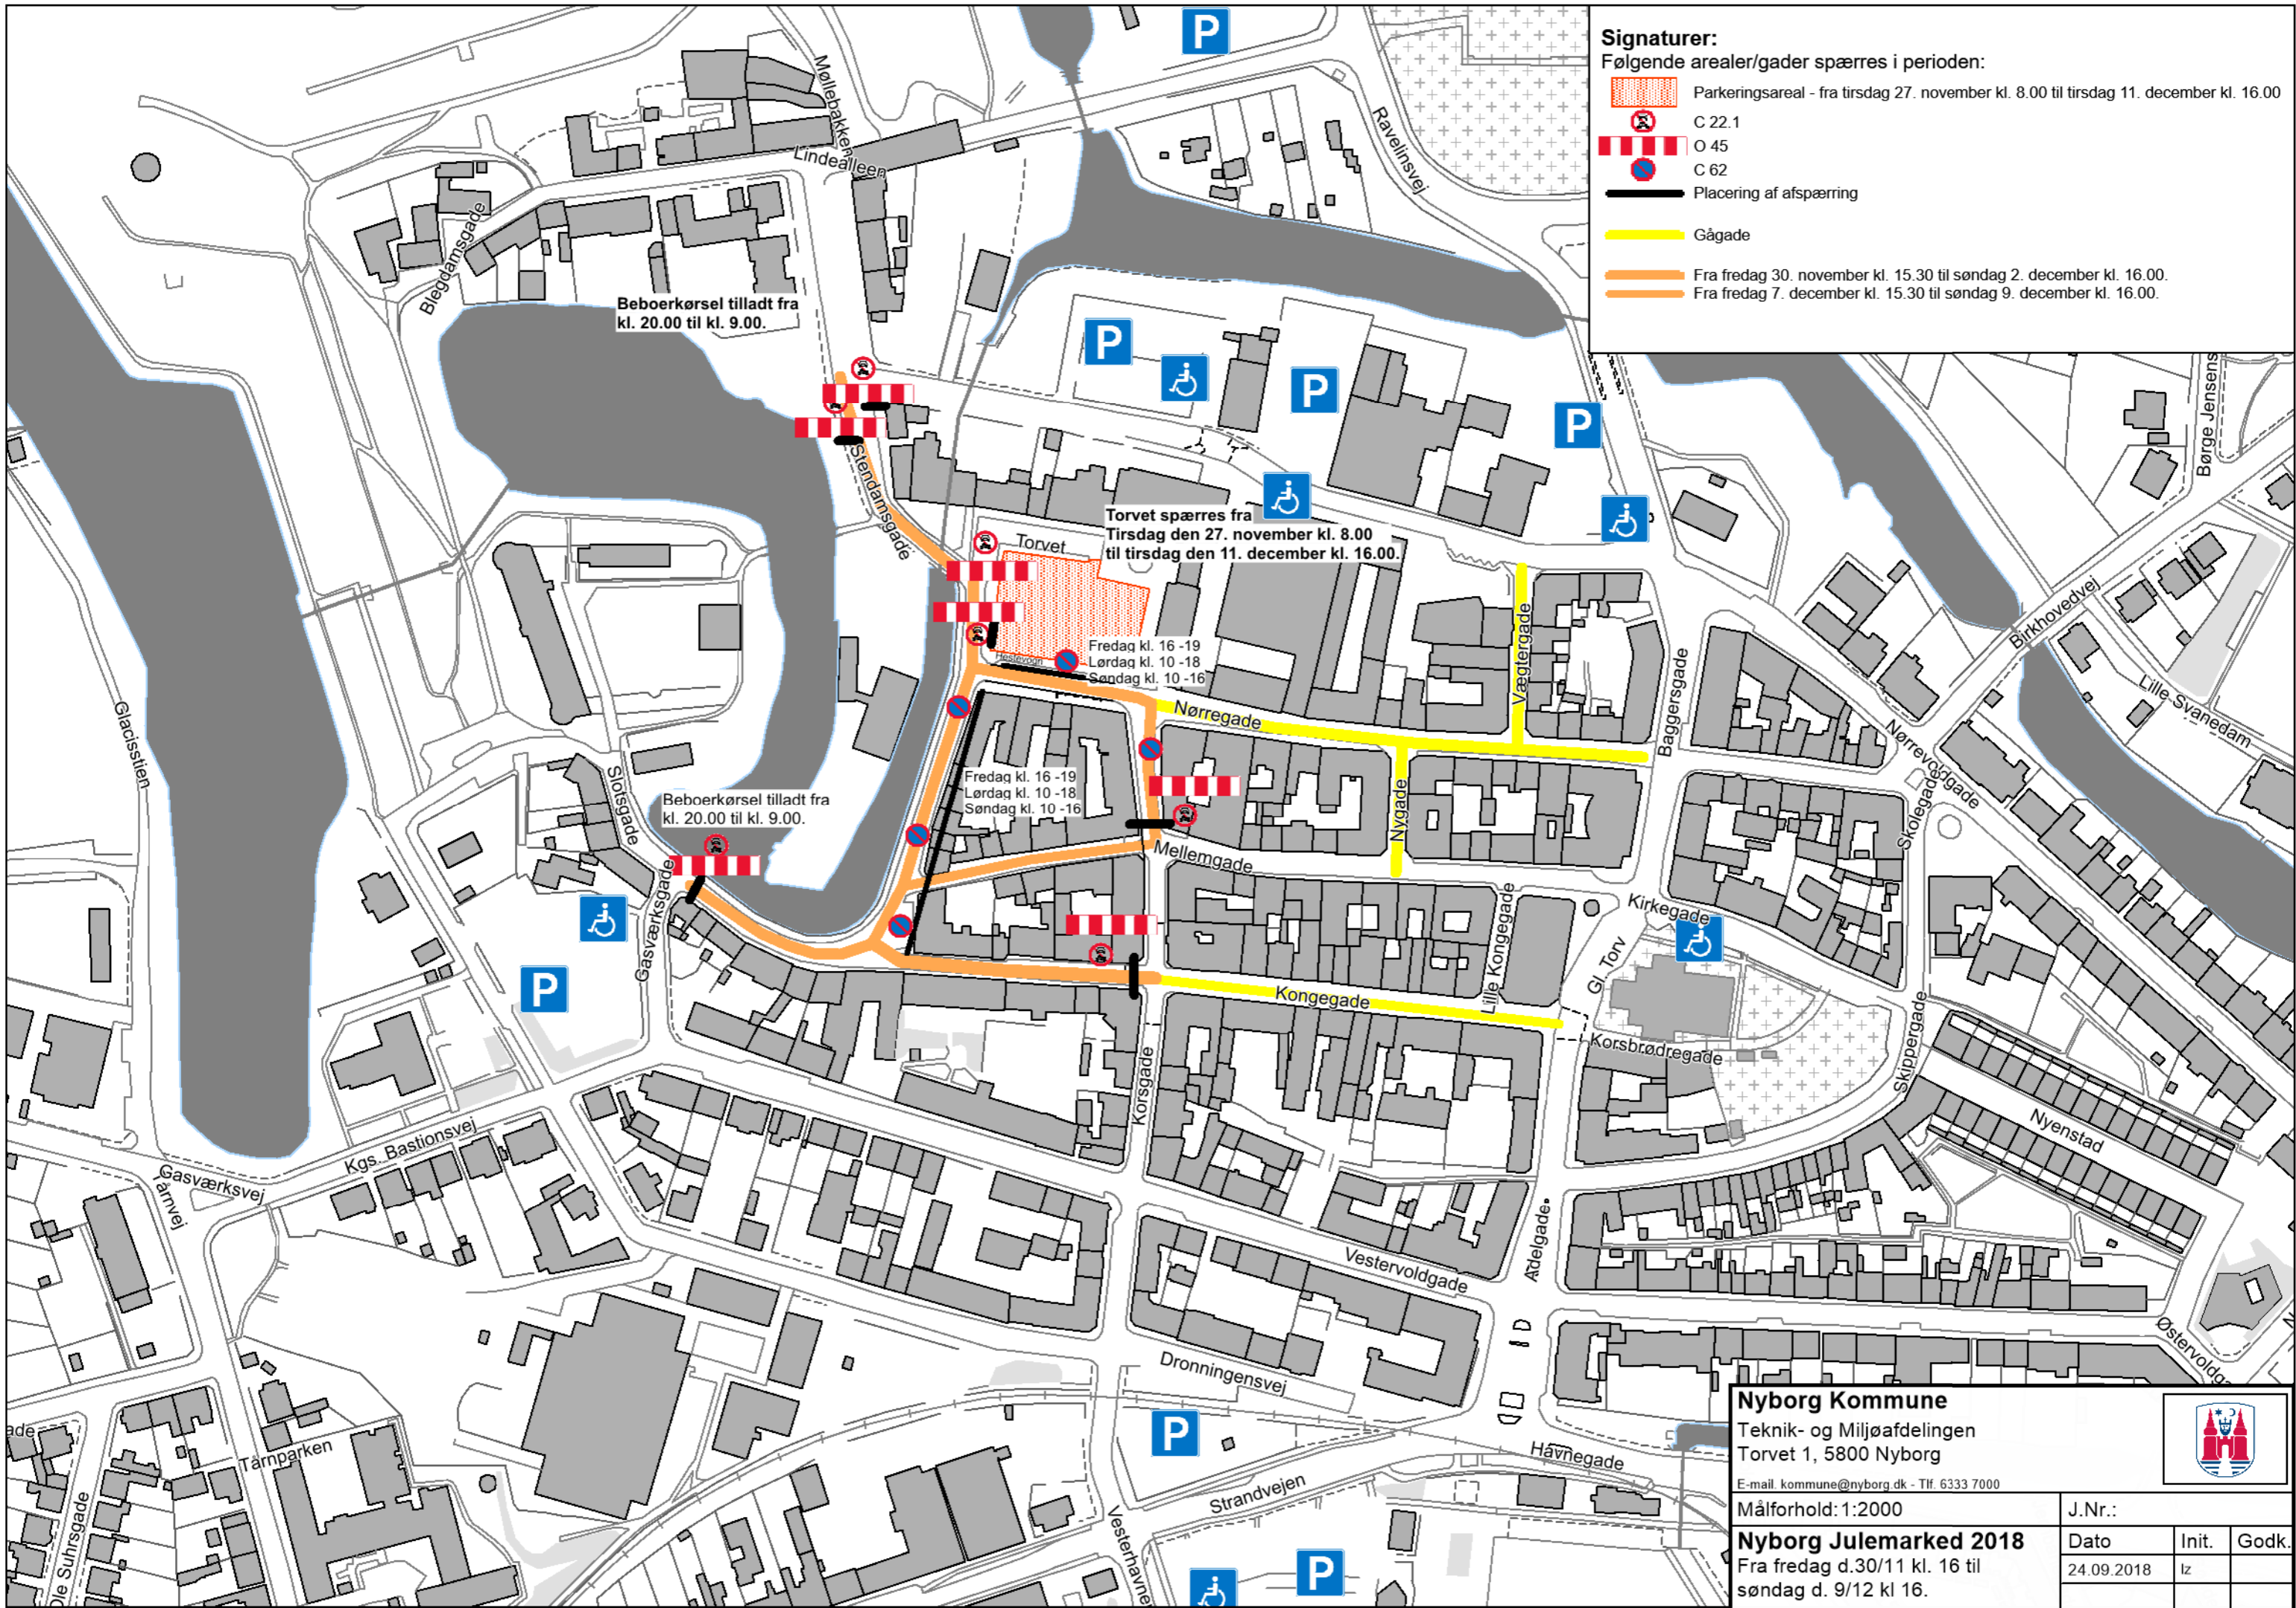 Signaturer:
Følgende arealer/gader spærres i perioden:
Parkeringsareal - fra tirsdag 27. november kl. 8.00 til tirsdag 11. december kl. 16.00
C 22.1
O 45
C 62
Placering af afspærring
Gågade
Fra fredag 30. november kl. 15.30 til søndag 2. december kl. 16.00.
Fra fredag 7. december kl. 15.30 til søndag 9. december kl. 16.00.
P
Møllebakken
Lindealleen
Ravelinsvej
Blegdamsgade
Beboerkørsel tilladt fra
kl. 20.00 til kl. 9.00.
P
P
P
Børge Jensens
Stendamsgade
Torvet spærres fra
Tirsdag den 27. november kl. 8.00
til tirsdag den 11. december kl. 16.00.
Torvet
Hestevogn
Fredag kl. 16 -19
Lørdag kl. 10 -18
Søndag kl. 10 -16
Vægtergade
Birkhovedvej
Lille Svanedam
Baggersgade
Nørregade
Nørrevoldgade
Glacisstien
Slotsgade
Fredag kl. 16 -19
Lørdag kl. 10 -18
Søndag kl. 10 -16
Beboerkørsel tilladt fra
kl. 20.00 til kl. 9.00.
Nygade
Skolegade
Mellemgade
Gasværksgade
Lille Kongegade
Kirkegade
Gl. Torv
P
Kongegade
Korsbrødregade
Skippergade
Korsgade
Nyenstad
Kgs. Bastionsvej
Gasværksvej
Tårnvej
Adelgade
Vestervoldgade
Østervoldga
Dronningensvej
P
Havnegade
Strandvejen
Tårnparken
ade
Ole Suhrsgade
Vesterhavne
P
Nyborg Kommune
Teknik- og Miljøafdelingen
Torvet 1, 5800 Nyborg
E-mail. kommune@nyborg.dk - Tlf. 6333 7000
Målforhold: 1:2000
J.Nr.:
Nyborg Julemarked 2018
Fra fredag d.30/11 kl. 16 til
søndag d. 9/12 kl 16.
Dato Init. Godk.
24.09.2018 lz